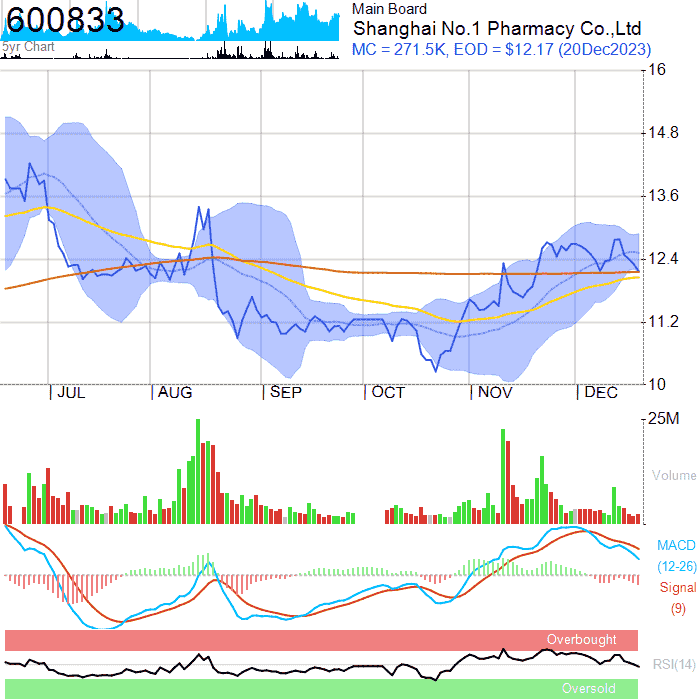 600833
5yr Chart
Main Board
Shanghai No.1 Pharmacy Co.,Ltd
MC = 271.5K, EOD = $12.17 (20Dec2023)
16
14.8
13.6
12.4
11.2
10
| JUL | AUG | SEP | OCT | NOV | DEC
25M
Volume
MACD
(12-26)
Signal
(9)
Overbought
RSI(14)
Oversold